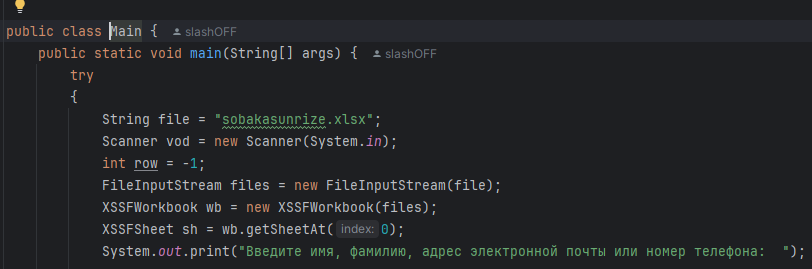 public class Main { slashOFF
public static void main(String[] args) { slashOFF
try
{
String file = "sobakasunrize.xlsx";
Scanner vod = new Scanner(System.in);
int row = -1;
FileInputStream files = new FileInputStream(file);
XSSFWorkbook wb = new XSSFWorkbook(files);
XSSFSheet sh = wb.getSheetAt( index: 0);
System.out.print("Введите имя, фамилию, адрес электронной почты или номер телефона:  ");